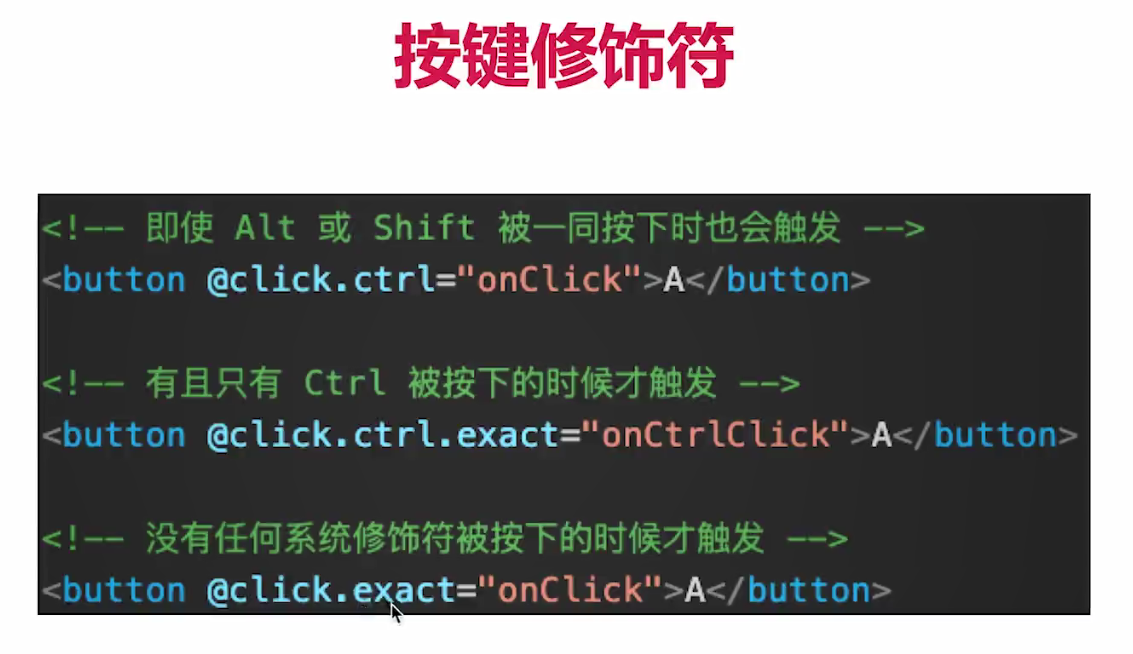 按键修饰符
<!-- 即使 Alt 或 Shift 被一同按下时也会触发 -->
<button @click.ctrl="onClick">A</button>
<!-- 有且只有 Ctrl 被按下的时候才触发 -->
<button @click.ctrl.exact="onCtrlClick">A</button>
<!-- 没有任何系统修饰符被按下的时候才触发 -->
<button @click.exact="onClick">A</button>